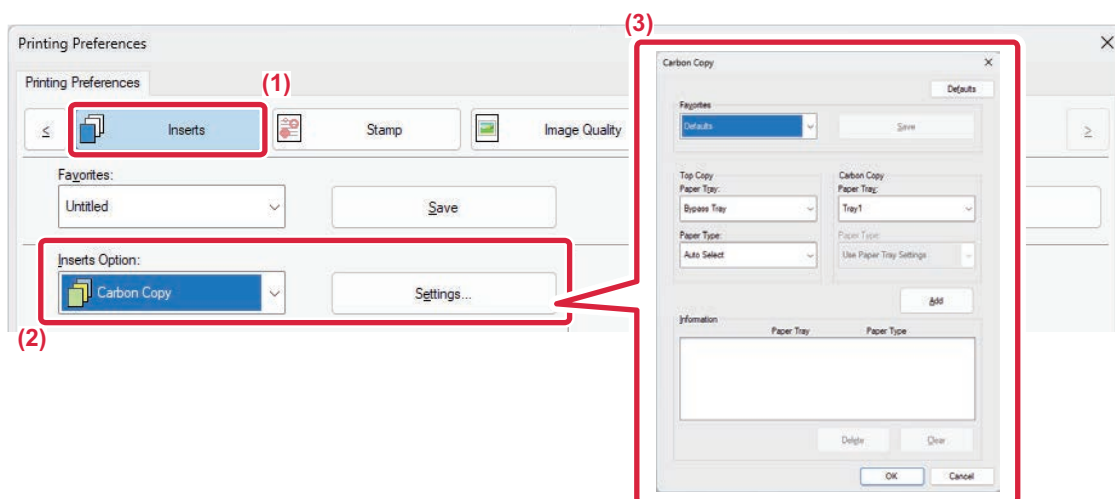 (3)
Printing Preferences
Printing Preferences
(1)
≤
Inserts
Stamp
Image Quality
≥
Favorites:
Untitled
Save
Inserts Option:
Carbon Copy
Settings...
(2)
Carbon Copy
Defaults
Favorites
Defaults
Save
Top Copy
Paper Tray:
Bypass Tray
Paper Type:
Auto Select
Carbon Copy
Paper Tray:
Tray1
Paper Type:
Use Paper Tray Settings
Add
Information
Paper Tray Paper Type
Delete Clear
OK Cancel